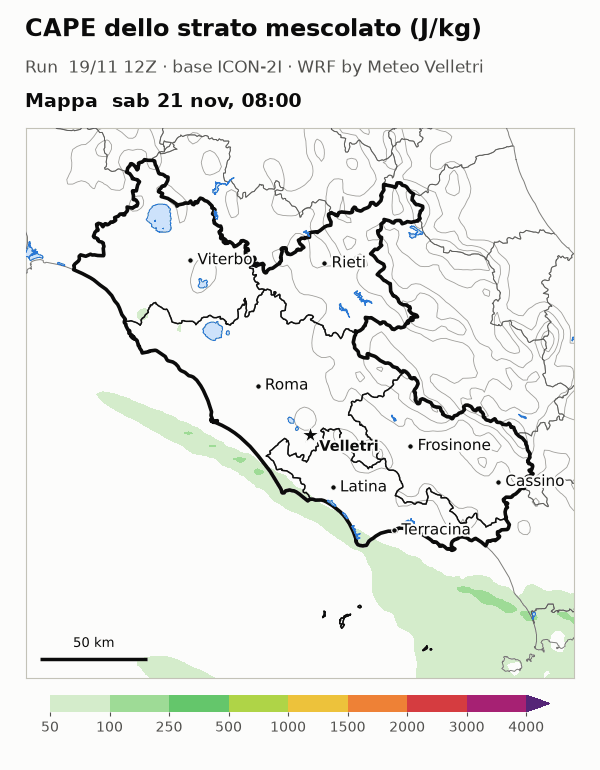 CAPE dello strato mescolato (J/kg)
Run  19/11 12Z · base ICON-2I · WRF by Meteo Velletri
Mappa  sab 21 nov, 08:00
Viterbo
Rieti
Roma
Velletri
Frosinone
Latina
Cassino
Terracina
50 km
50 100 250 500 1000 1500 2000 3000 4000